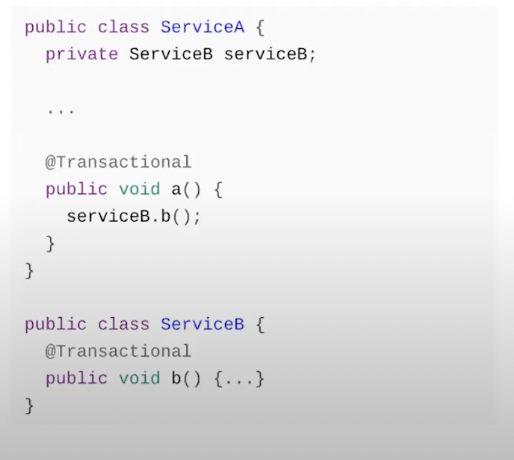 public class ServiceA {
private ServiceB serviceB;
...
@Transactional
public void a() {
serviceB.b();
}
}
public class ServiceB {
@Transactional
public void b() {...}
}